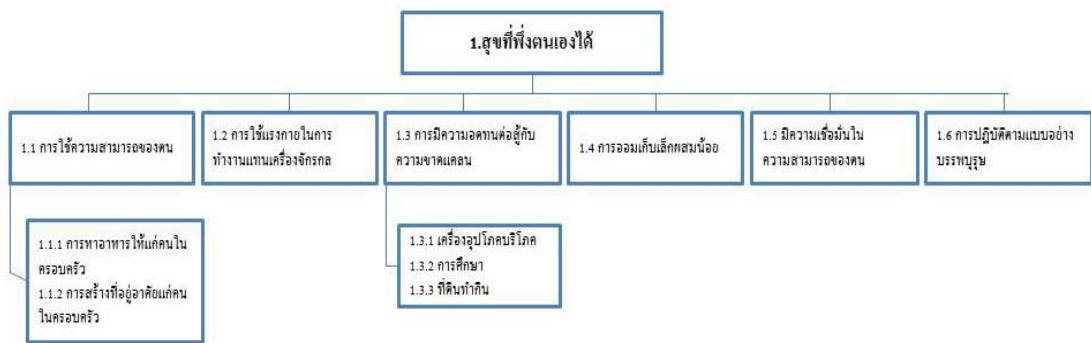 1.สุขที่พึ่งตนเองได้
1.1 การใช้ความสามารถของตน
1.2 การใช้แรงกายในการ
ทำงานแทนเครื่องจักรกล
1.3 การมีความอดทนต่อสู้กับ
ความขาดแคลน
1.4 การออมเก็บเล็กผสมน้อย
1.5 มีความเชื่อมั่นใน
ความสามารถของตน
1.6 การปฏิบัติตามแบบอย่าง
บรรพบุรุษ
1.1.1 การหาอาหารให้แก่คนใน
ครอบครัว
1.1.2 การสร้างที่อยู่อาศัยแก่คน
ในครอบครัว
1.3.1 เครื่องอุปโภคบริโภค
1.3.2 การศึกษา
1.3.3 ที่ดินทำกิน